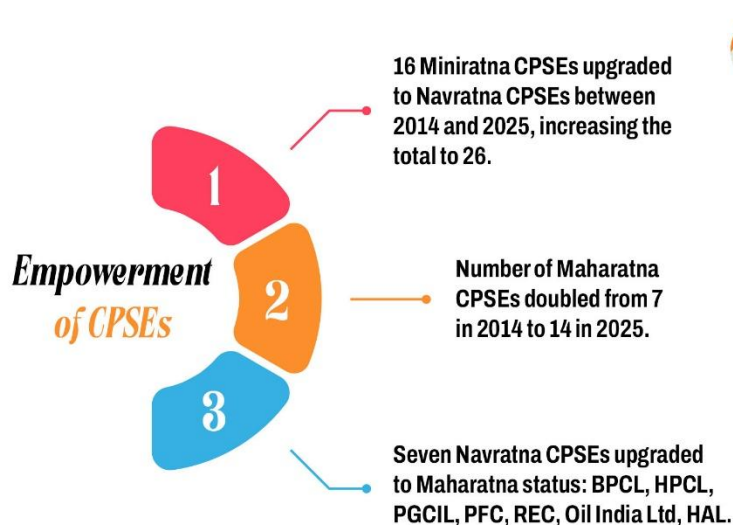 Empowerment
of CPSEs
1
16 Miniratna CPSEs upgraded
to Navratna CPSEs between
2014 and 2025, increasing the
total to 26.
2
Number of Maharatna
CPSEs doubled from 7
in 2014 to 14 in 2025.
3
Seven Navratna CPSEs upgraded
to Maharatna status: BPCL, HPCL,
PGCIL, PFC, REC, Oil India Ltd, HAL.